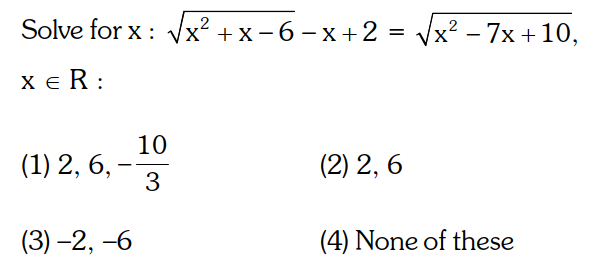 Solve for x : √(x² + x – 6) – x + 2 = √(x² – 7x + 10),
x ∈ R :
(1) 2, 6, –10/3 (2) 2, 6
(3) –2, –6 (4) None of these